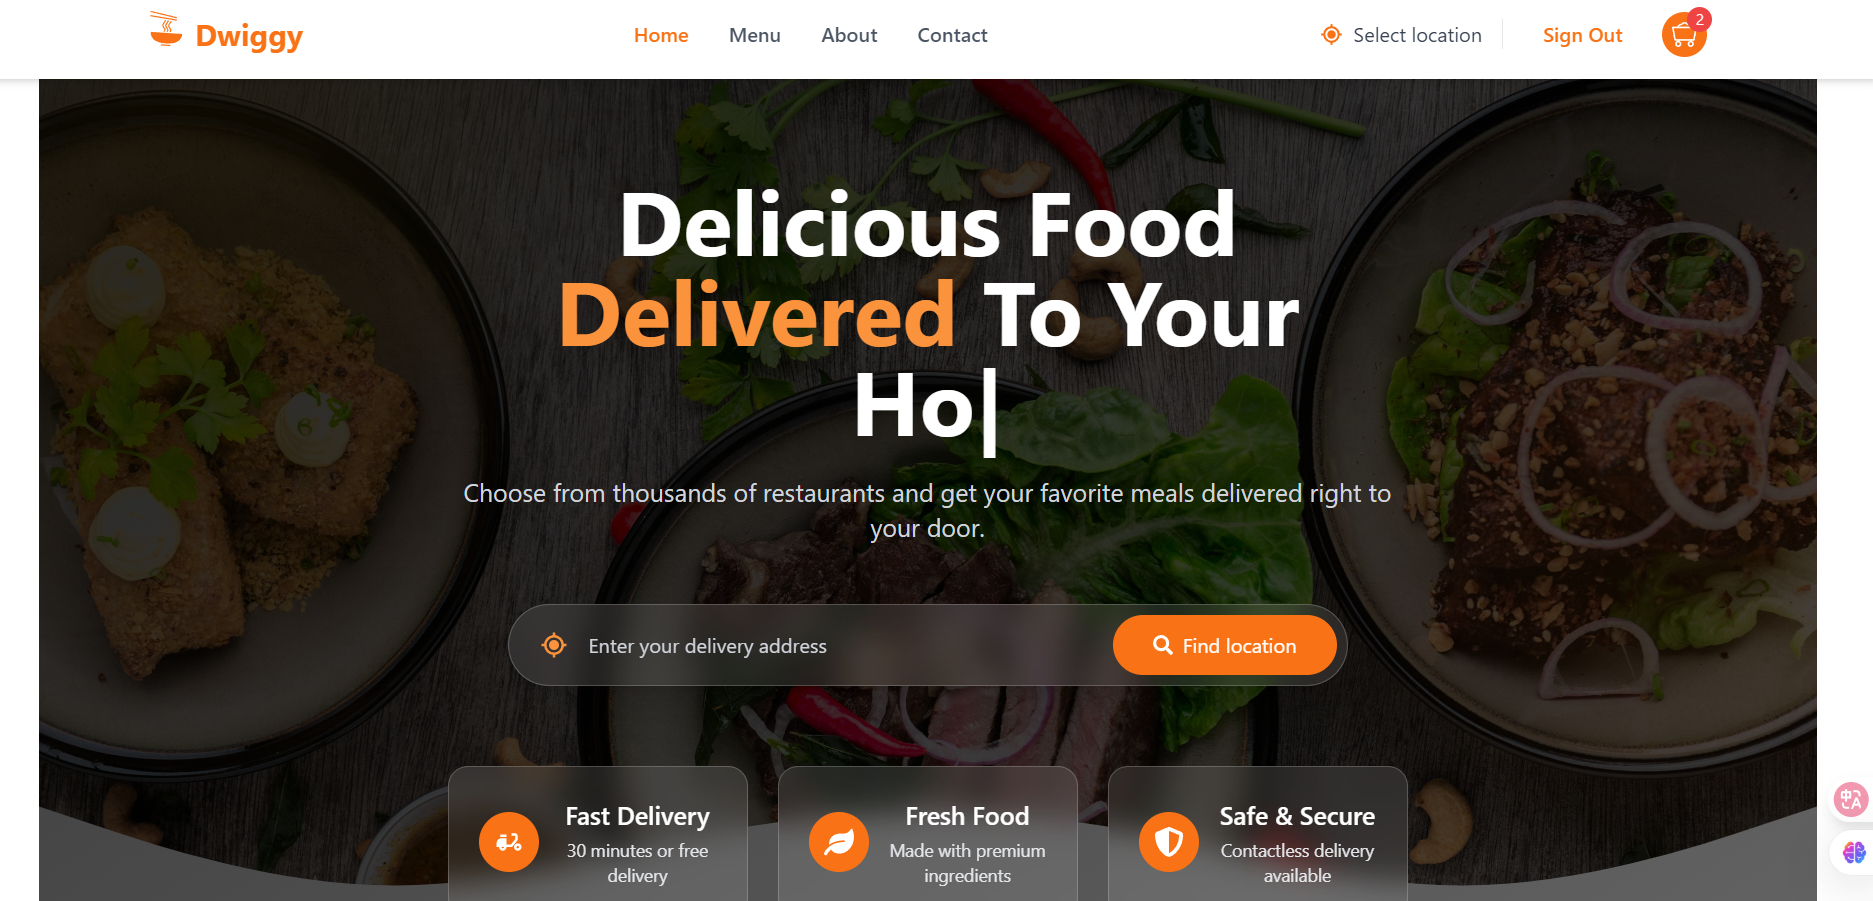 Dwiggy
Home
Menu
About
Contact
Select location
Sign Out
2
Delicious Food
Delivered To Your
Ho|
Choose from thousands of restaurants and get your favorite meals delivered right to
your door.
Enter your delivery address
Find location
Fast Delivery
30 minutes or free
delivery
Fresh Food
Made with premium
ingredients
Safe & Secure
Contactless delivery
available
中A